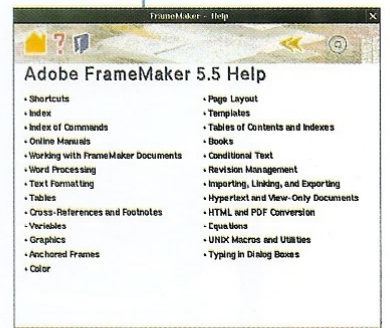 FrameMaker - Help
Adobe FrameMaker 5.5 Help
• Shortcuts
• Index
• Index of Commands
• Online Manuals
• Working with FrameMaker Documents
• Word Processing
• Text Formatting
• Tables
• Cross-References and Footnotes
• Variables
• Graphics
• Anchored Frames
• Color
• Page Layout
• Templates
• Tables of Contents and Indexes
• Books
• Conditional Text
• Revision Management
• Importing, Linking, and Exporting
• Hypertext and View-Only Documents
• HTML and PDF Conversion
• Equations
• UNIX Macros and Utilities
• Typing in Dialog Boxes